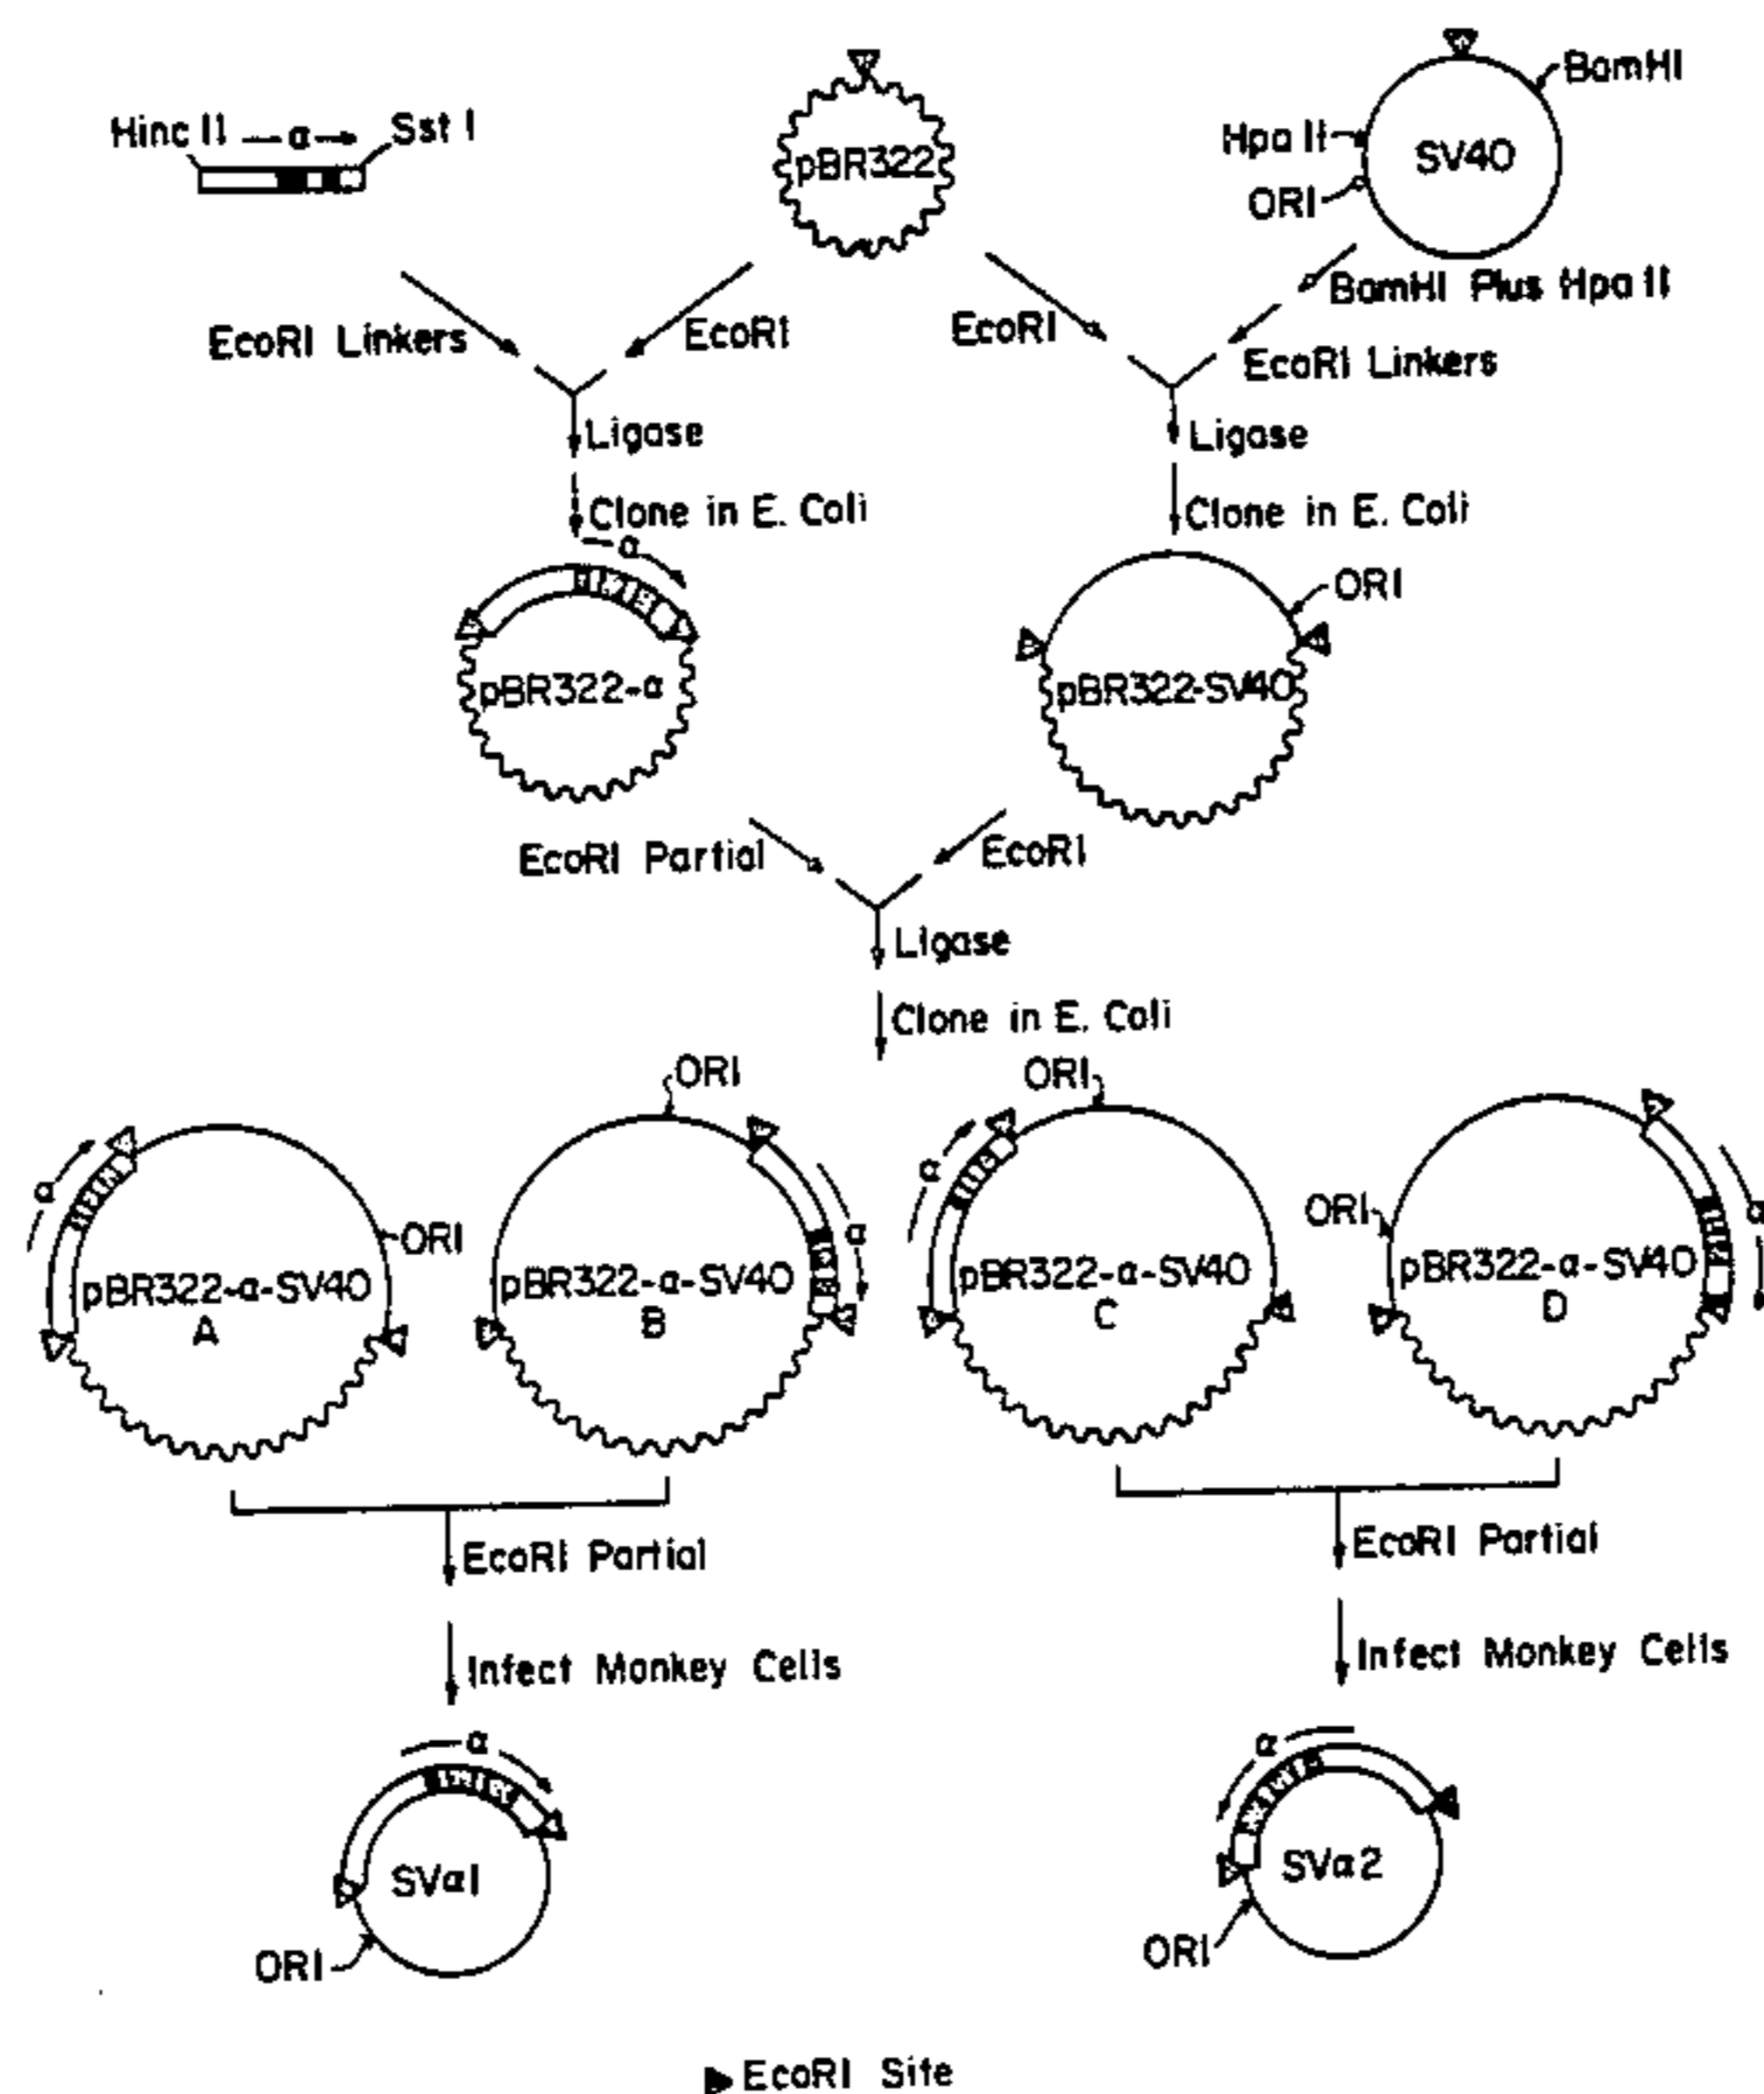 Hinc II —α→ Sst I
pBR322
BamHI
Hpa II
SV40
ORI
BamHI Plus Hpa II
EcoRI Linkers
EcoRI
EcoRI
EcoRI Linkers
Ligase
Ligase
Clone in E. Coli
Clone in E. Coli
α
ORI
pBR322-α
pBR322-SV40
EcoRI Partial
EcoRI
Ligase
Clone in E. Coli
α
ORI
pBR322-α-SV40
A
ORI
α
pBR322-α-SV40
B
ORI
α
pBR322-α-SV40
C
ORI
α
pBR322-α-SV40
D
EcoRI Partial
EcoRI Partial
Infect Monkey Cells
Infect Monkey Cells
α
SVα1
ORI
α
SVα2
ORI
EcoRI Site